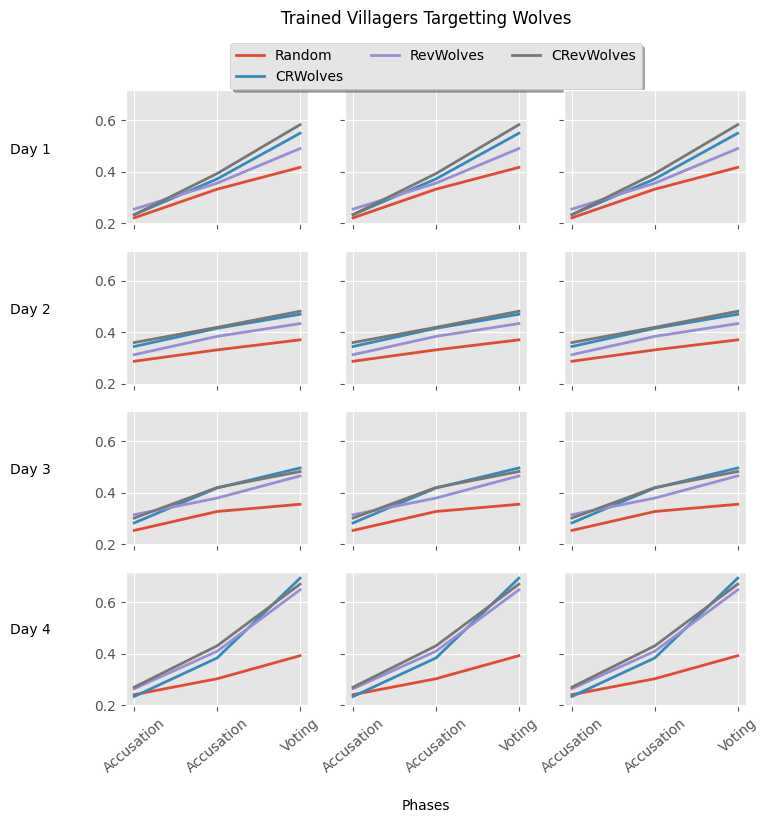 Trained Villagers Targetting Wolves
Random RevWolves CRevWolves
CRWolves
Day 1
0.6
0.4
0.2
Day 2
0.6
0.4
0.2
Day 3
0.6
0.4
0.2
Day 4
0.6
0.4
0.2
Accusation Accusation Voting Accusation Accusation Voting Accusation Accusation Voting
Phases